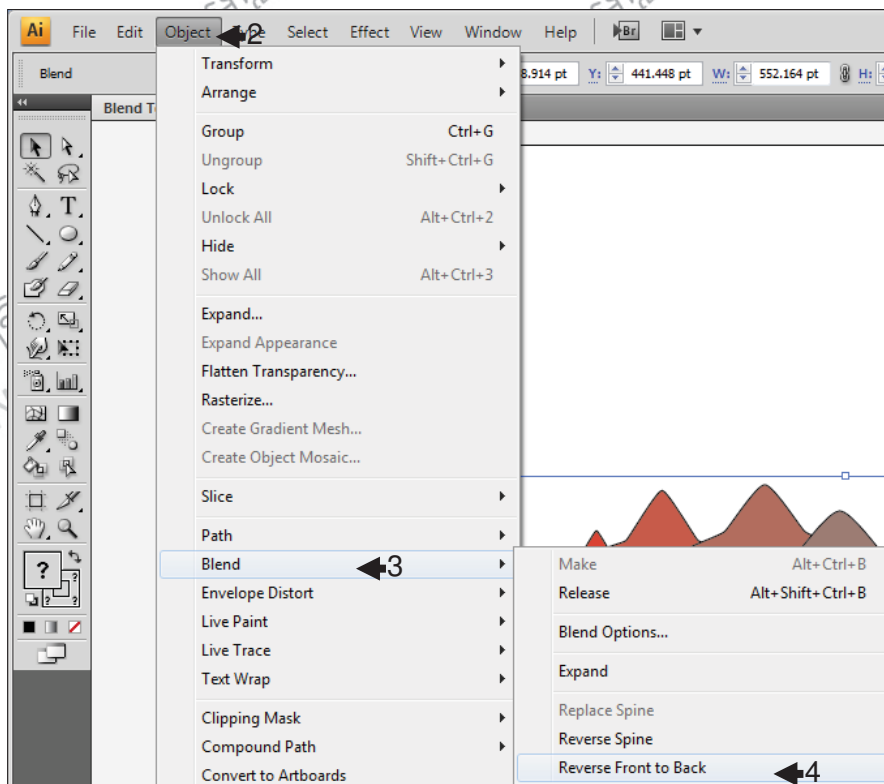 Ai File Edit Object 2 Type Select Effect View Window Help Br
Blend 8.914 pt Y: 441.448 pt W: 552.164 pt H:
Blend T
Transform
Arrange
Group Ctrl+G
Ungroup Shift+Ctrl+G
Lock
Unlock All Alt+Ctrl+2
Hide
Show All Alt+Ctrl+3
Expand...
Expand Appearance
Flatten Transparency...
Rasterize...
Create Gradient Mesh...
Create Object Mosaic...
Slice
Path
Blend 3
Envelope Distort
Live Paint
Live Trace
Text Wrap
Clipping Mask
Compound Path
Convert to Artboards
Make Alt+Ctrl+B
Release Alt+Shift+Ctrl+B
Blend Options...
Expand
Replace Spine
Reverse Spine
Reverse Front to Back 4